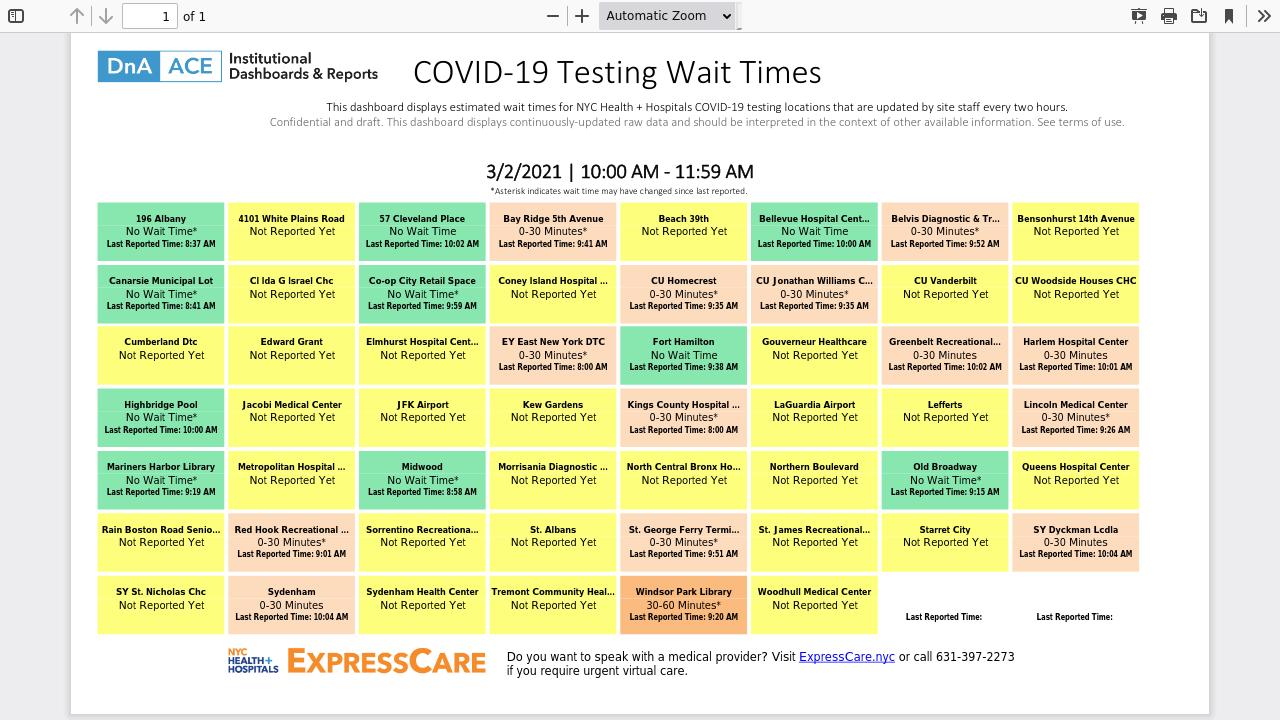 1 of 1
Automatic Zoom
DnA ACE Institutional
Dashboards & Reports
COVID-19 Testing Wait Times
This dashboard displays estimated wait times for NYC Health + Hospitals COVID-19 testing locations that are updated by site staff every two hours.
Confidential and draft. This dashboard displays continuously-updated raw data and should be interpreted in the context of other available information. See terms of use.
3/2/2021 | 10:00 AM - 11:59 AM
*Asterisk indicates wait time may have changed since last reported.
196 Albany
No Wait Time*
Last Reported Time: 8:37 AM
4101 White Plains Road
Not Reported Yet
57 Cleveland Place
No Wait Time
Last Reported Time: 10:02 AM
Bay Ridge 5th Avenue
0-30 Minutes*
Last Reported Time: 9:41 AM
Beach 39th
Not Reported Yet
Bellevue Hospital Cent...
No Wait Time
Last Reported Time: 10:00 AM
Belvis Diagnostic & Tr...
0-30 Minutes*
Last Reported Time: 9:52 AM
Bensonhurst 14th Avenue
Not Reported Yet
Canarsie Municipal Lot
No Wait Time*
Last Reported Time: 8:41 AM
Cl Ida G Israel Chc
Not Reported Yet
Co-op City Retail Space
No Wait Time*
Last Reported Time: 9:59 AM
Coney Island Hospital ...
Not Reported Yet
CU Homecrest
0-30 Minutes*
Last Reported Time: 9:35 AM
CU Jonathan Williams C...
0-30 Minutes*
Last Reported Time: 9:35 AM
CU Vanderbilt
Not Reported Yet
CU Woodside Houses CHC
Not Reported Yet
Cumberland Dtc
Not Reported Yet
Edward Grant
Not Reported Yet
Elmhurst Hospital Cent...
Not Reported Yet
EY East New York DTC
0-30 Minutes*
Last Reported Time: 8:00 AM
Fort Hamilton
No Wait Time
Last Reported Time: 9:38 AM
Gouverneur Healthcare
Not Reported Yet
Greenbelt Recreational...
0-30 Minutes
Last Reported Time: 10:02 AM
Harlem Hospital Center
0-30 Minutes
Last Reported Time: 10:01 AM
Highbridge Pool
No Wait Time*
Last Reported Time: 10:00 AM
Jacobi Medical Center
Not Reported Yet
JFK Airport
Not Reported Yet
Kew Gardens
Not Reported Yet
Kings County Hospital ...
0-30 Minutes*
Last Reported Time: 8:00 AM
LaGuardia Airport
Not Reported Yet
Lefferts
Not Reported Yet
Lincoln Medical Center
0-30 Minutes*
Last Reported Time: 9:26 AM
Mariners Harbor Library
No Wait Time*
Last Reported Time: 9:19 AM
Metropolitan Hospital ...
Not Reported Yet
Midwood
No Wait Time*
Last Reported Time: 8:58 AM
Morrisania Diagnostic ...
Not Reported Yet
North Central Bronx Ho...
Not Reported Yet
Northern Boulevard
Not Reported Yet
Old Broadway
No Wait Time*
Last Reported Time: 9:15 AM
Queens Hospital Center
Not Reported Yet
Rain Boston Road Senio...
Not Reported Yet
Red Hook Recreational ...
0-30 Minutes*
Last Reported Time: 9:01 AM
Sorrentino Recreationa...
Not Reported Yet
St. Albans
Not Reported Yet
St. George Ferry Termi...
0-30 Minutes*
Last Reported Time: 9:51 AM
St. James Recreational...
Not Reported Yet
Starret City
Not Reported Yet
SY Dyckman Lcdla
0-30 Minutes
Last Reported Time: 10:04 AM
SY St. Nicholas Chc
Not Reported Yet
Sydenham
0-30 Minutes
Last Reported Time: 10:04 AM
Sydenham Health Center
Not Reported Yet
Tremont Community Heal...
Not Reported Yet
Windsor Park Library
30-60 Minutes*
Last Reported Time: 9:20 AM
Woodhull Medical Center
Not Reported Yet
Last Reported Time:
Last Reported Time:
NYC
HEALTH+
HOSPITALS
EXPRESSCARE
Do you want to speak with a medical provider? Visit ExpressCare.nyc or call 631-397-2273
if you require urgent virtual care.